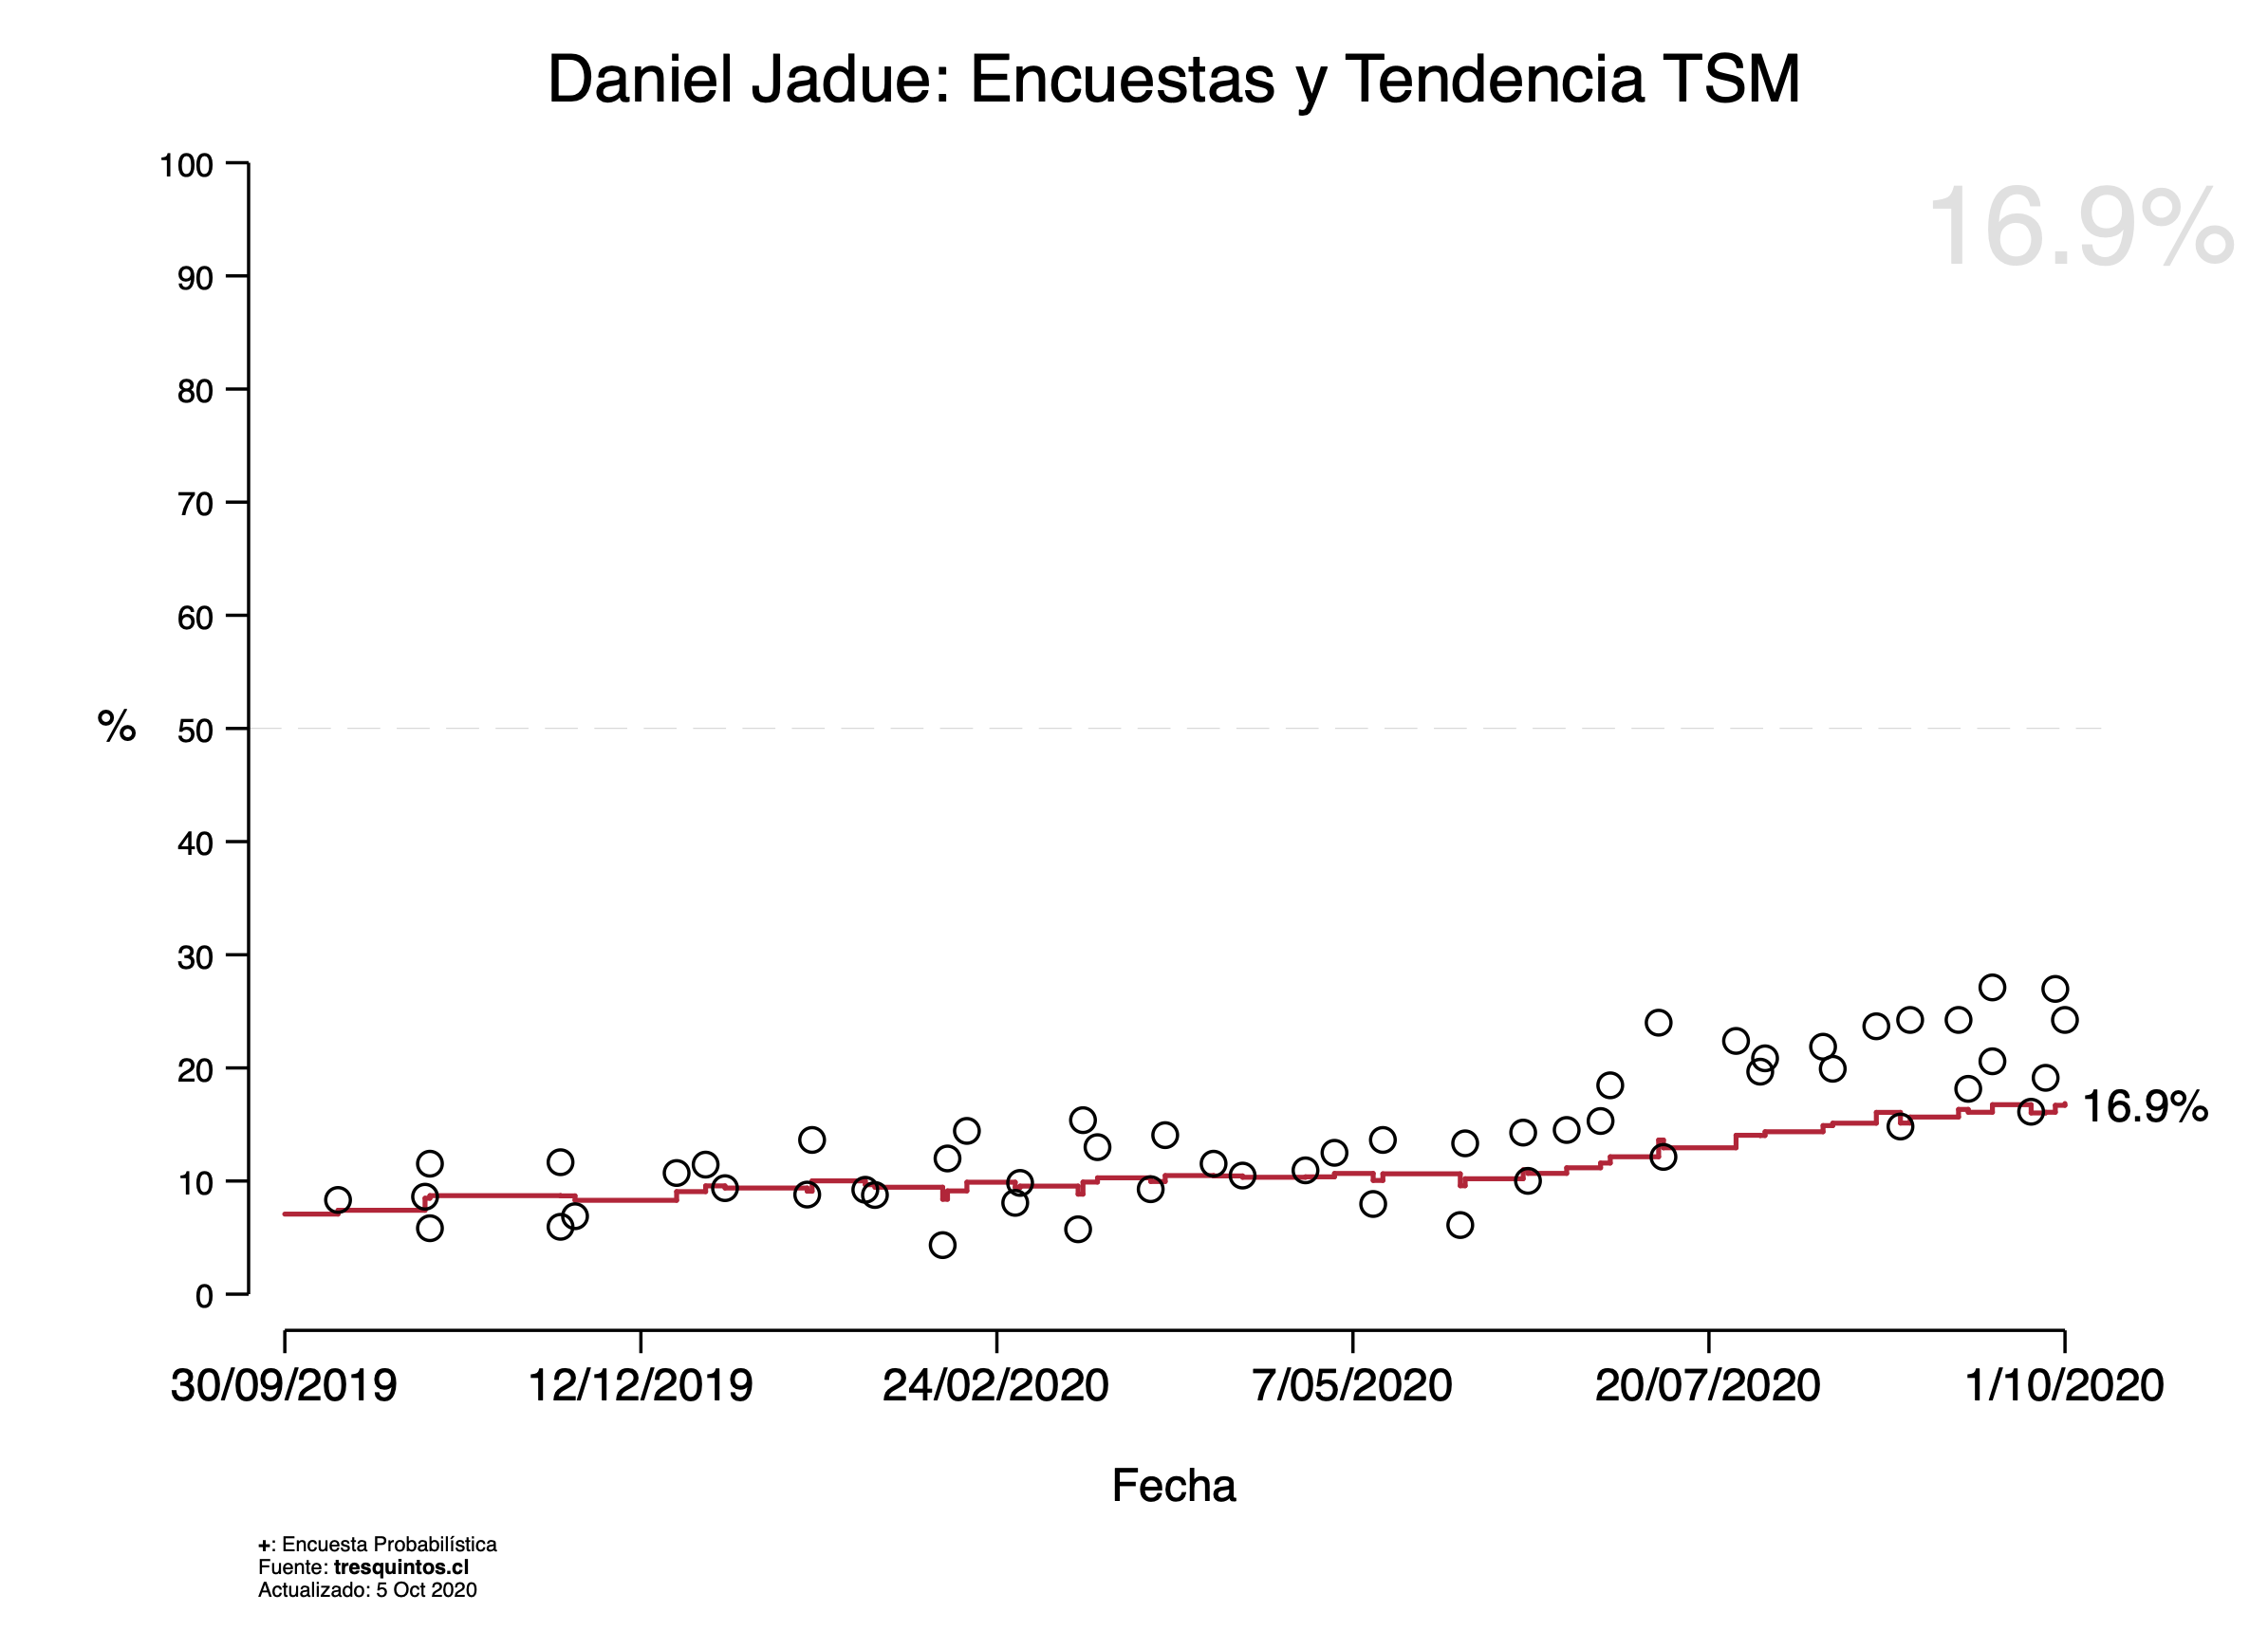 Daniel Jadue: Encuestas y Tendencia TSM
16.9%
100
90
80
70
60
% 50
40
30
20
10
0
16.9%
30/09/2019 12/12/2019 24/02/2020 7/05/2020 20/07/2020 1/10/2020
Fecha
+: Encuesta Probabilística
Fuente: tresquintos.cl
Actualizado: 5 Oct 2020